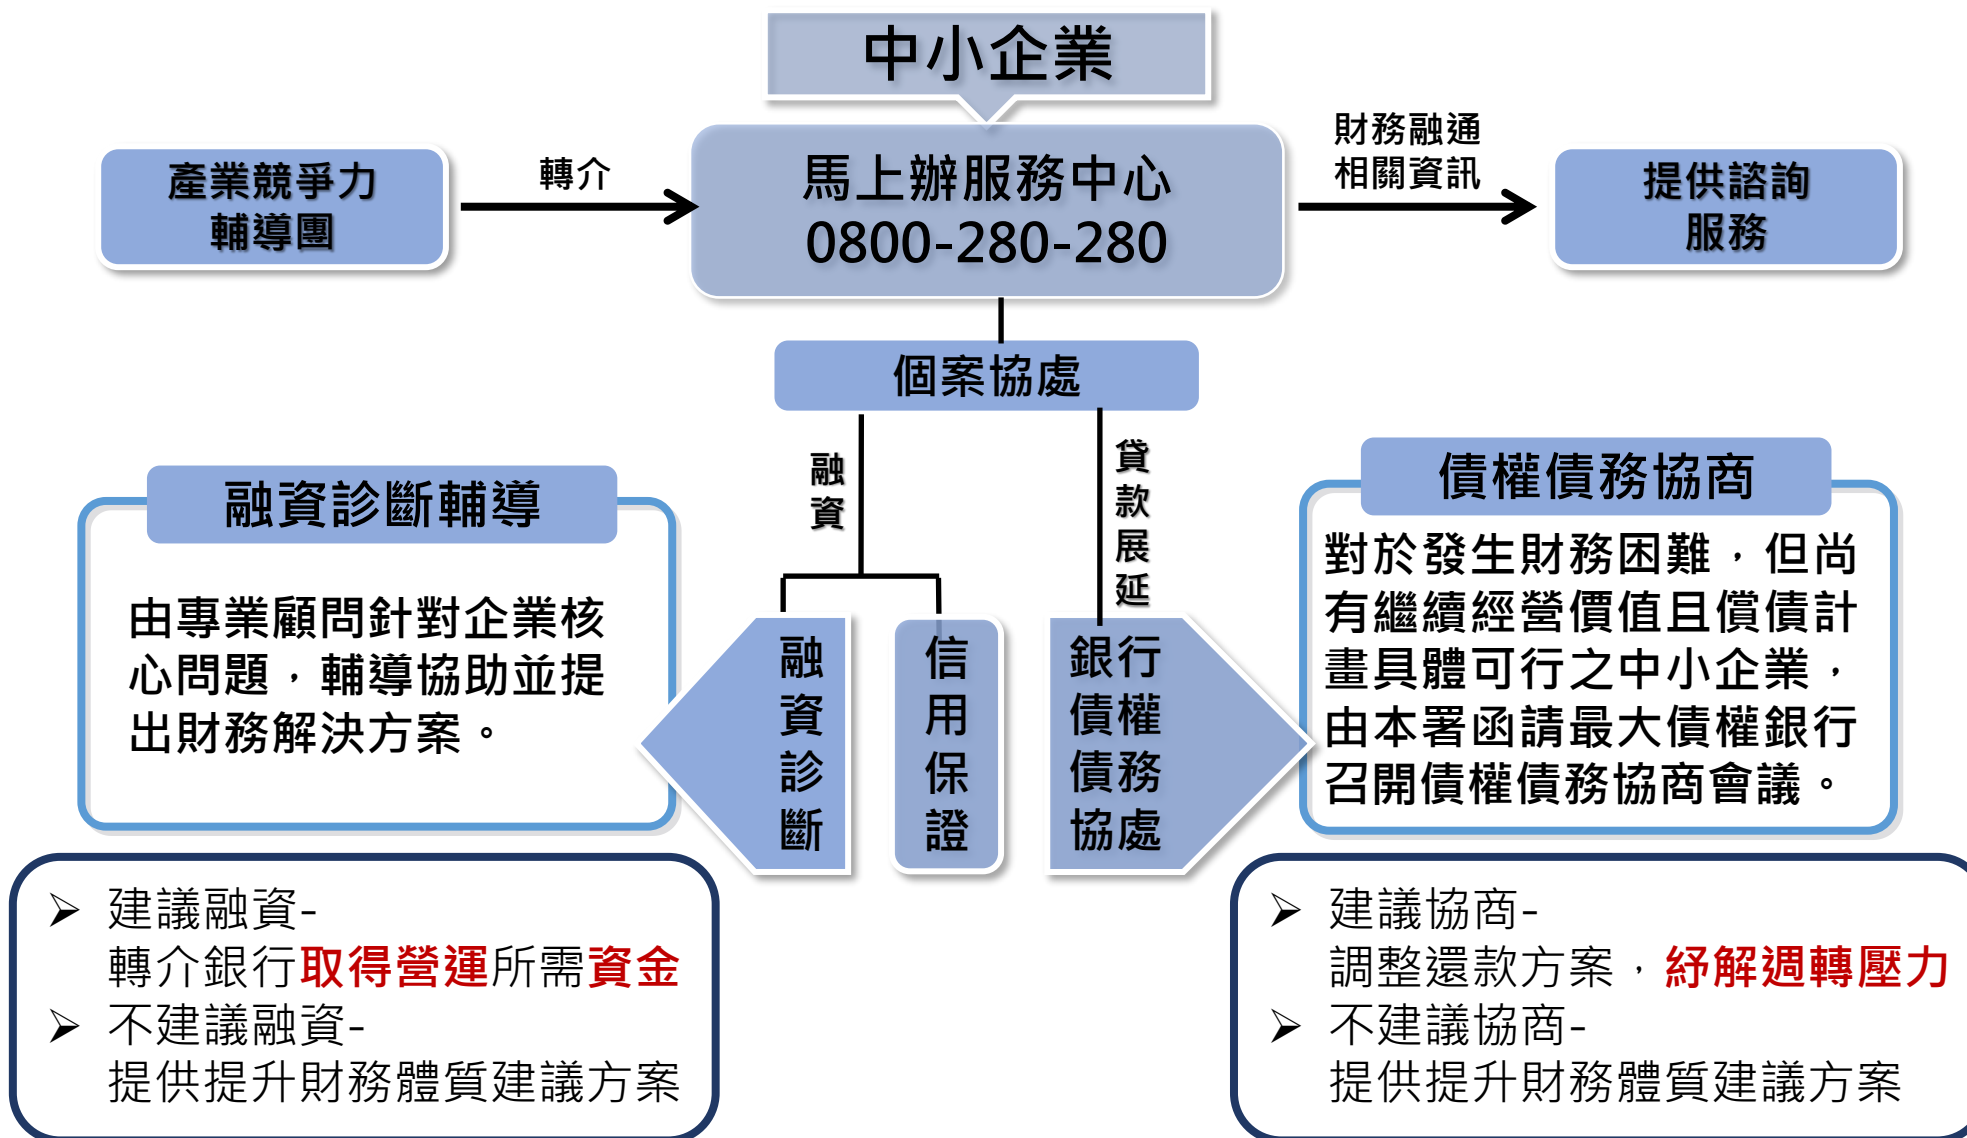 中小企業
產業競爭力
輔導團
轉介
馬上辦服務中心
0800-280-280
財務融通
相關資訊
提供諮詢
服務
個案協處
融資
貸款展延
融資診斷輔導
由專業顧問針對企業核
心問題，輔導協助並提
出財務解決方案。
融資診斷
信用保證
銀行
債權
債務
協處
債權債務協商
對於發生財務困難，但尚
有繼續經營價值且償債計
畫具體可行之中小企業，
由本署函請最大債權銀行
召開債權債務協商會議。
➢ 建議融資-
轉介銀行取得營運所需資金
➢ 不建議融資-
提供提升財務體質建議方案
➢ 建議協商-
調整還款方案，紓解週轉壓力
➢ 不建議協商-
提供提升財務體質建議方案